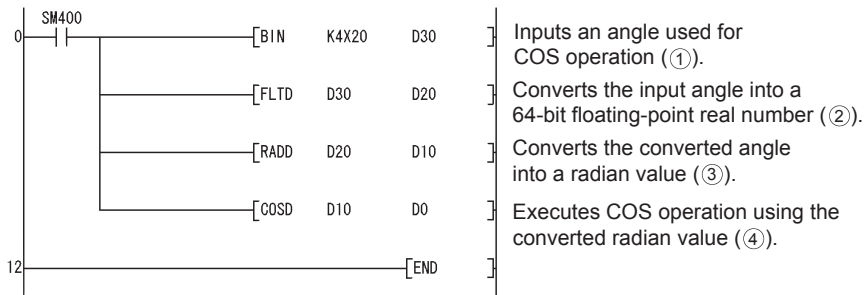 SM400
0 [BIN K4X20 D30 ] Inputs an angle used for
COS operation (①).
[FLTD D30 D20 ] Converts the input angle into a
64-bit floating-point real number (②).
[RADD D20 D10 ] Converts the converted angle
into a radian value (③).
[COSD D10 D0 ] Executes COS operation using the
converted radian value (④).
12 [END ]